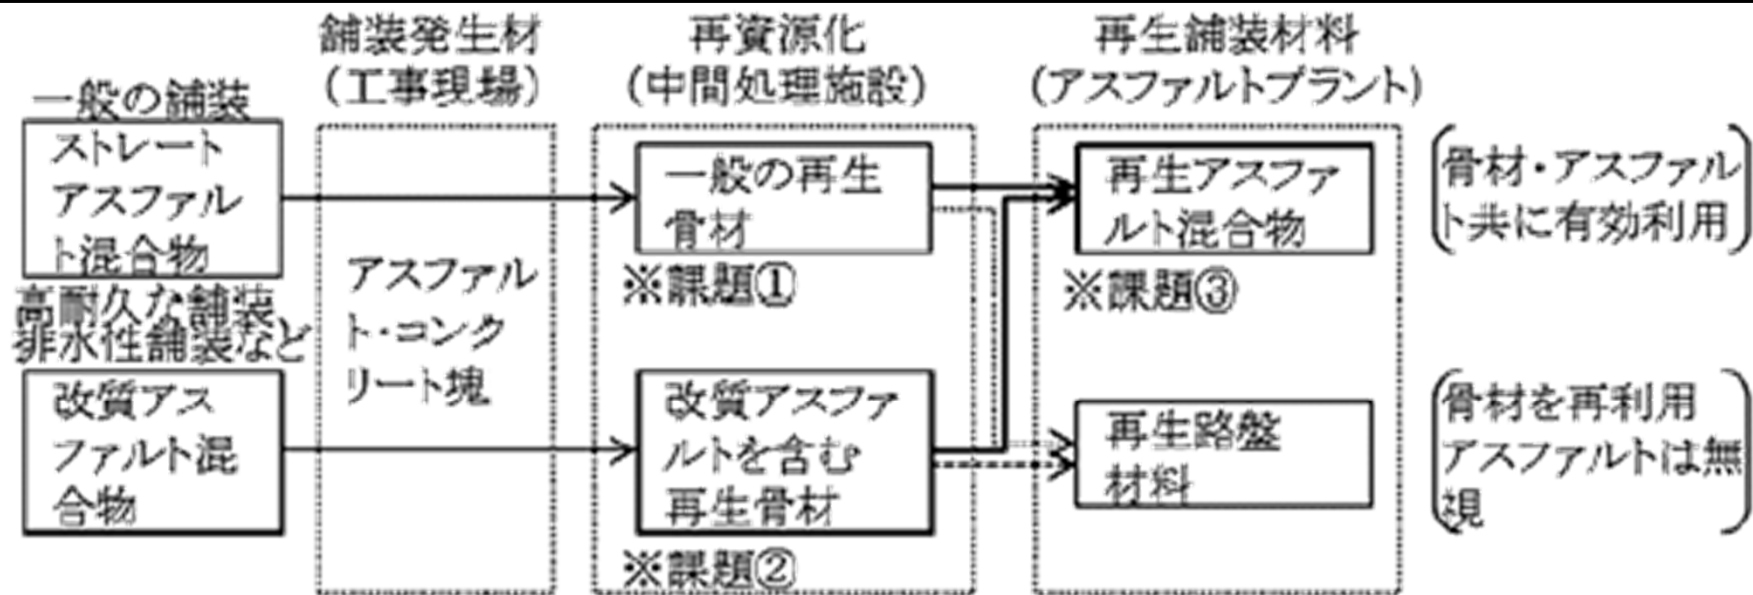 舗装発生材
(工事現場)
再資源化
(中間処理施設)
再生舗装材料
(アスファルトプラント)
一般の舗装
ストレート
アスファル
ト混合物
高耐久な舗装、
排水性舗装など
改質アス
ファルト混
合物
アスファル
ト・コンク
リート塊
一般の再生
骨材
※課題①
改質アスファ
ルトを含む
再生骨材
※課題②
再生アスファ
ルト混合物
※課題③
再生路盤
材料
骨材・アスファル
ト共に有効利用
骨材を再利用
アスファルトは無
視